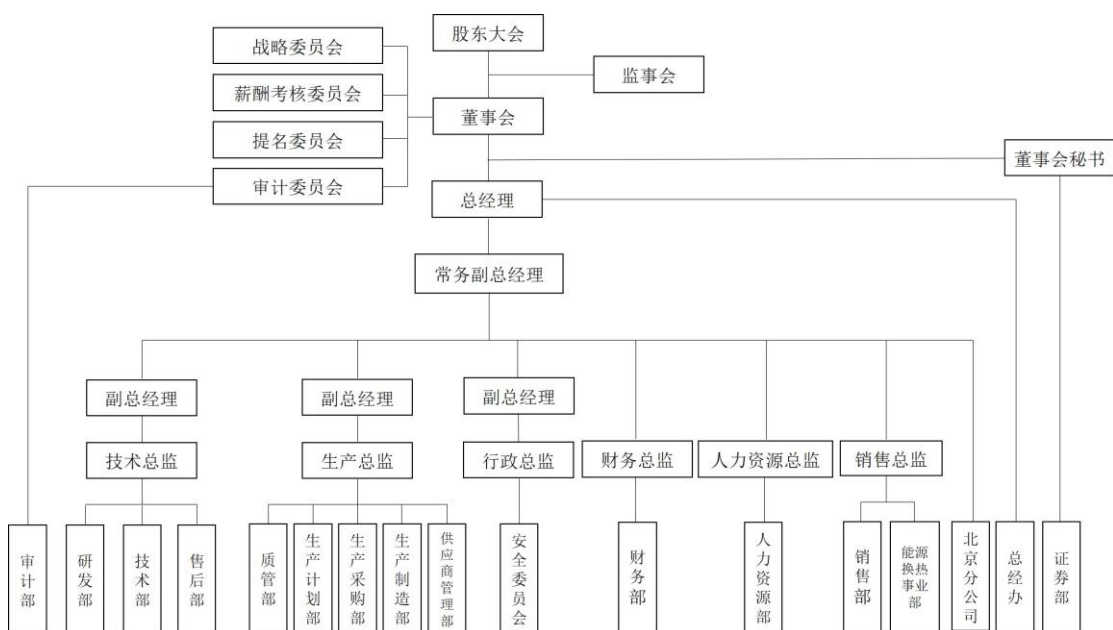 股东大会
战略委员会
监事会
薪酬考核委员会
董事会
提名委员会
董事会秘书
审计委员会
总经理
常务副总经理
副总经理
副总经理
副总经理
技术总监
生产总监
行政总监
财务总监
人力资源总监
销售总监
审计部
研发部
技术部
售后部
质管部
生产计划部
生产采购部
生产制造部
供应商管理部
安全委员会
财务部
人力资源部
销售部
能源
换热
事业
部
北京分公司
总经办
证券部